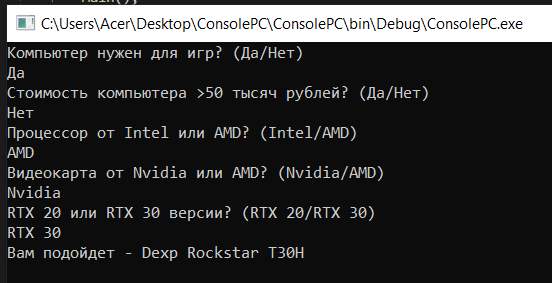 C:\Users\Acer\Desktop\ConsolePC\ConsolePC\bin\Debug\ConsolePC.exe
Компьютер нужен для игр? (Да/Нет)
Да
Стоимость компьютера >50 тысяч рублей? (Да/Нет)
Нет
Процессор от Intel или AMD? (Intel/AMD)
AMD
Видеокарта от Nvidia или AMD? (Nvidia/AMD)
Nvidia
RTX 20 или RTX 30 версии? (RTX 20/RTX 30)
RTX 30
Вам подойдет - Dexp Rockstar T30H